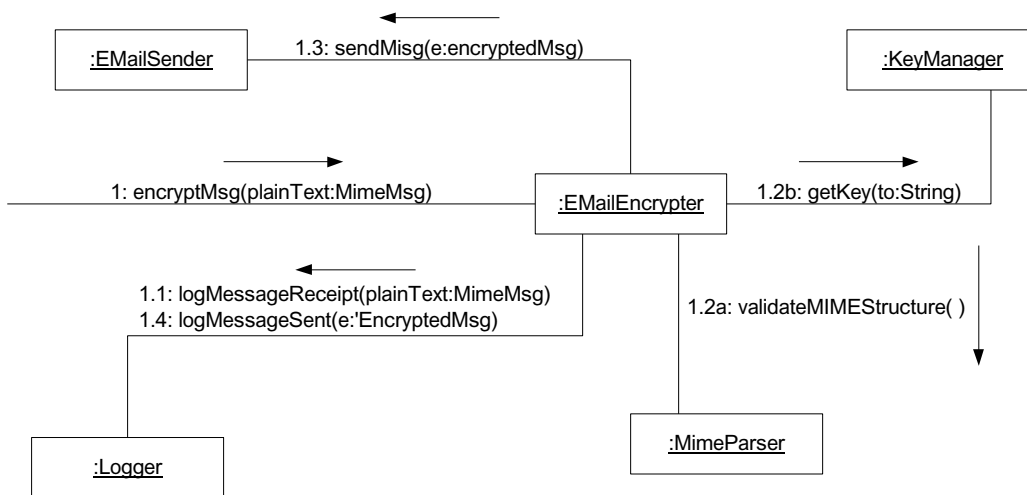 1.3: sendMisg(e:encryptedMsg)
:EMailSender
:KeyManager
1: encryptMsg(plainText:MimeMsg)
:EMailEncrypter
1.2b: getKey(to:String)
1.1: logMessageReceipt(plainText:MimeMsg)
1.4: logMessageSent(e:'EncryptedMsg)
1.2a: validateMIMEStructure( )
:MimeParser
:Logger